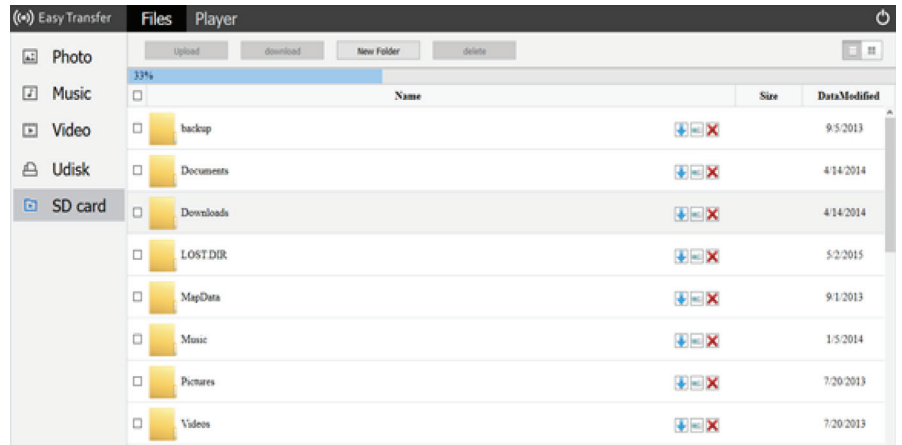 ((•)) Easy Transfer Files Player
Photo
Music
Video
Udisk
SD card
Upload download New Folder delete
33%
Name Size DataModified
backup 9/5/2013
Documents 4/14/2014
Downloads 4/14/2014
LOST.DIR 5/2/2015
MapData 9/1/2013
Music 1/5/2014
Pictures 7/20/2013
Videos 7/20/2013